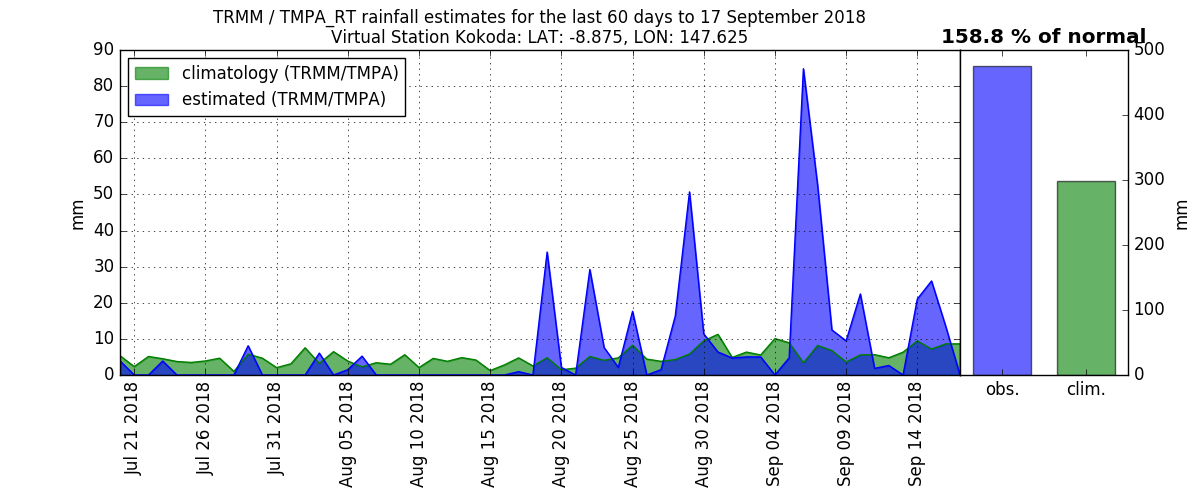 TRMM / TMPA_RT rainfall estimates for the last 60 days to 17 September 2018
Virtual Station Kokoda: LAT: -8.875, LON: 147.625
158.8 % of normal
climatology (TRMM/TMPA)
estimated (TRMM/TMPA)
mm
90
80
70
60
50
40
30
20
10
0
Jul 21 2018
Jul 26 2018
Jul 31 2018
Aug 05 2018
Aug 10 2018
Aug 15 2018
Aug 20 2018
Aug 25 2018
Aug 30 2018
Sep 04 2018
Sep 09 2018
Sep 14 2018
obs.
clim.
500
400
300
200
100
0
mm